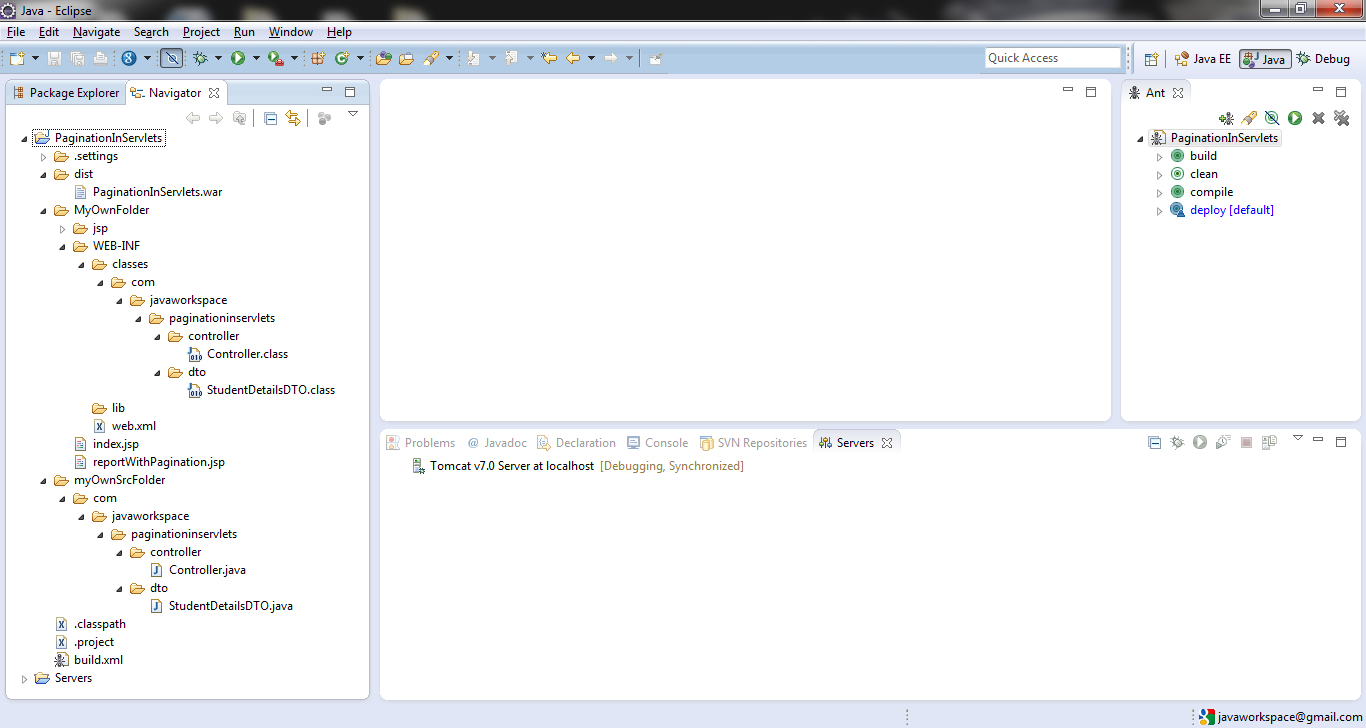 Java - Eclipse
File Edit Navigate Search Project Run Window Help
Quick Access
Java EE Java Debug
Package Explorer Navigator
PaginationInServlets
.settings
dist
PaginationInServlets.war
MyOwnFolder
jsp
WEB-INF
classes
com
javaworkspace
paginationinservlets
controller
Controller.class
dto
StudentDetailsDTO.class
lib
web.xml
index.jsp
reportWithPagination.jsp
myOwnSrcFolder
com
javaworkspace
paginationinservlets
controller
Controller.java
dto
StudentDetailsDTO.java
.classpath
.project
build.xml
Servers
Ant
PaginationInServlets
build
clean
compile
deploy [default]
Problems @ Javadoc Declaration Console SVN Repositories Servers
Tomcat v7.0 Server at localhost [Debugging, Synchronized]
javaworkspace@gmail.com